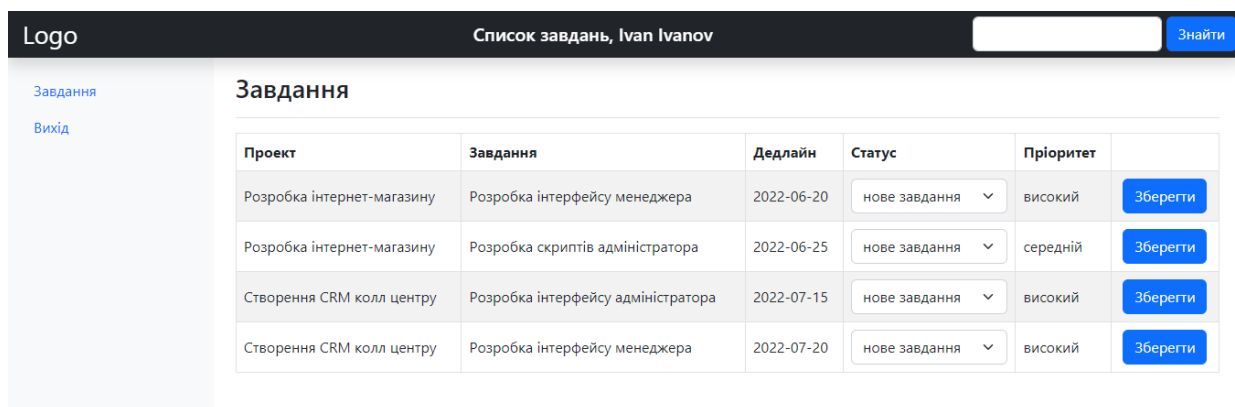 Logo Список завдань, Ivan Ivanov Знайти
Завдання
Вихід
Завдання
Проект Завдання Дедлайн Статус Пріоритет
Розробка інтернет-магазину Розробка інтерфейсу менеджера 2022-06-20 нове завдання високий Зберегти
Розробка інтернет-магазину Розробка скриптів адміністратора 2022-06-25 нове завдання середній Зберегти
Створення CRM колл центру Розробка інтерфейсу адміністратора 2022-07-15 нове завдання високий Зберегти
Створення CRM колл центру Розробка інтерфейсу менеджера 2022-07-20 нове завдання високий Зберегти